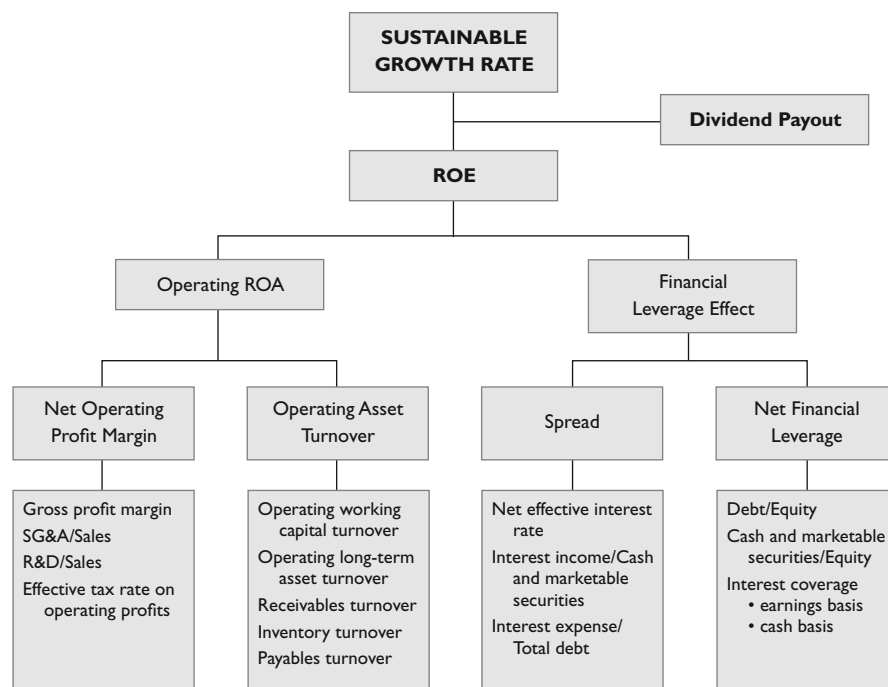 SUSTAINABLE
GROWTH RATE
Dividend Payout
ROE
Operating ROA
Financial
Leverage Effect
Net Operating
Profit Margin
Operating Asset
Turnover
Spread
Net Financial
Leverage
Gross profit margin
SG&A/Sales
R&D/Sales
Effective tax rate on
operating profits
Operating working
capital turnover
Operating long-term
asset turnover
Receivables turnover
Inventory turnover
Payables turnover
Net effective interest
rate
Interest income/Cash
and marketable
securities
Interest expense/
Total debt
Debt/Equity
Cash and marketable
securities/Equity
Interest coverage
• earnings basis
• cash basis